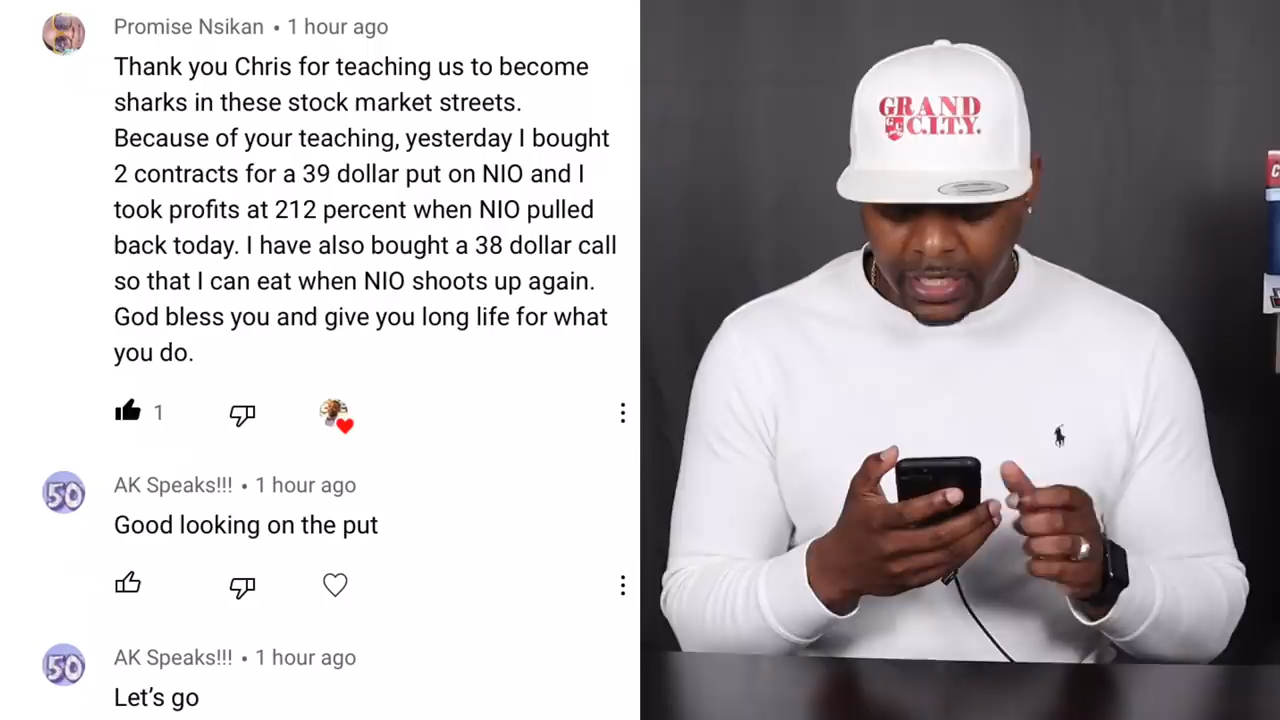 Promise Nsikan • 1 hour ago
Thank you Chris for teaching us to become
sharks in these stock market streets.
Because of your teaching, yesterday I bought
2 contracts for a 39 dollar put on NIO and I
took profits at 212 percent when NIO pulled
back today. I have also bought a 38 dollar call
so that I can eat when NIO shoots up again.
God bless you and give you long life for what
you do.
1
50
AK Speaks!!! • 1 hour ago
Good looking on the put
50
AK Speaks!!! • 1 hour ago
Let's go
GRAND
C.I.T.Y.